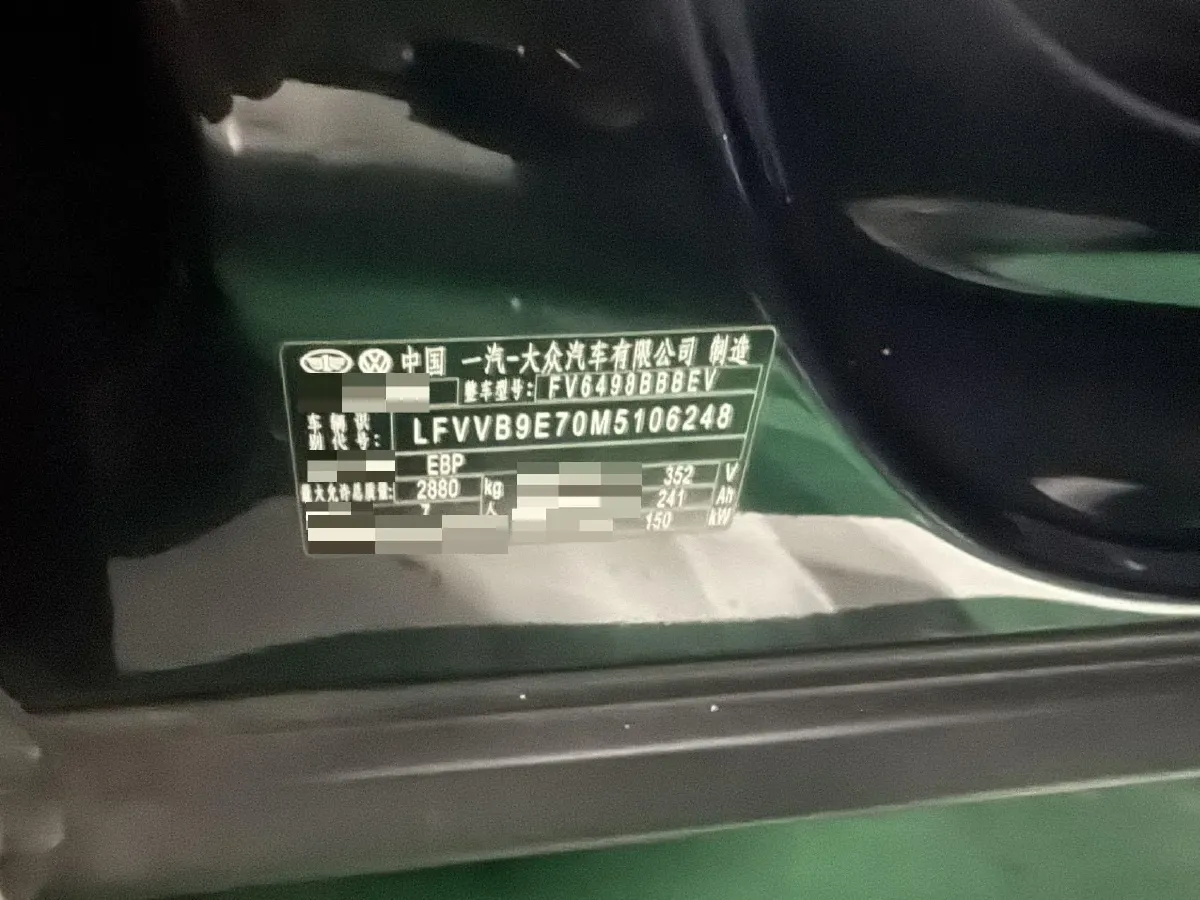 中国 一汽-大众汽车有限公司 制造
整车型号: FV6498BBBEV
车辆识别代号: LFVVB9E70M5106248
EBP
最大允许总质量: 2880 kg
7 人
352 V
241 Ah
150 kW